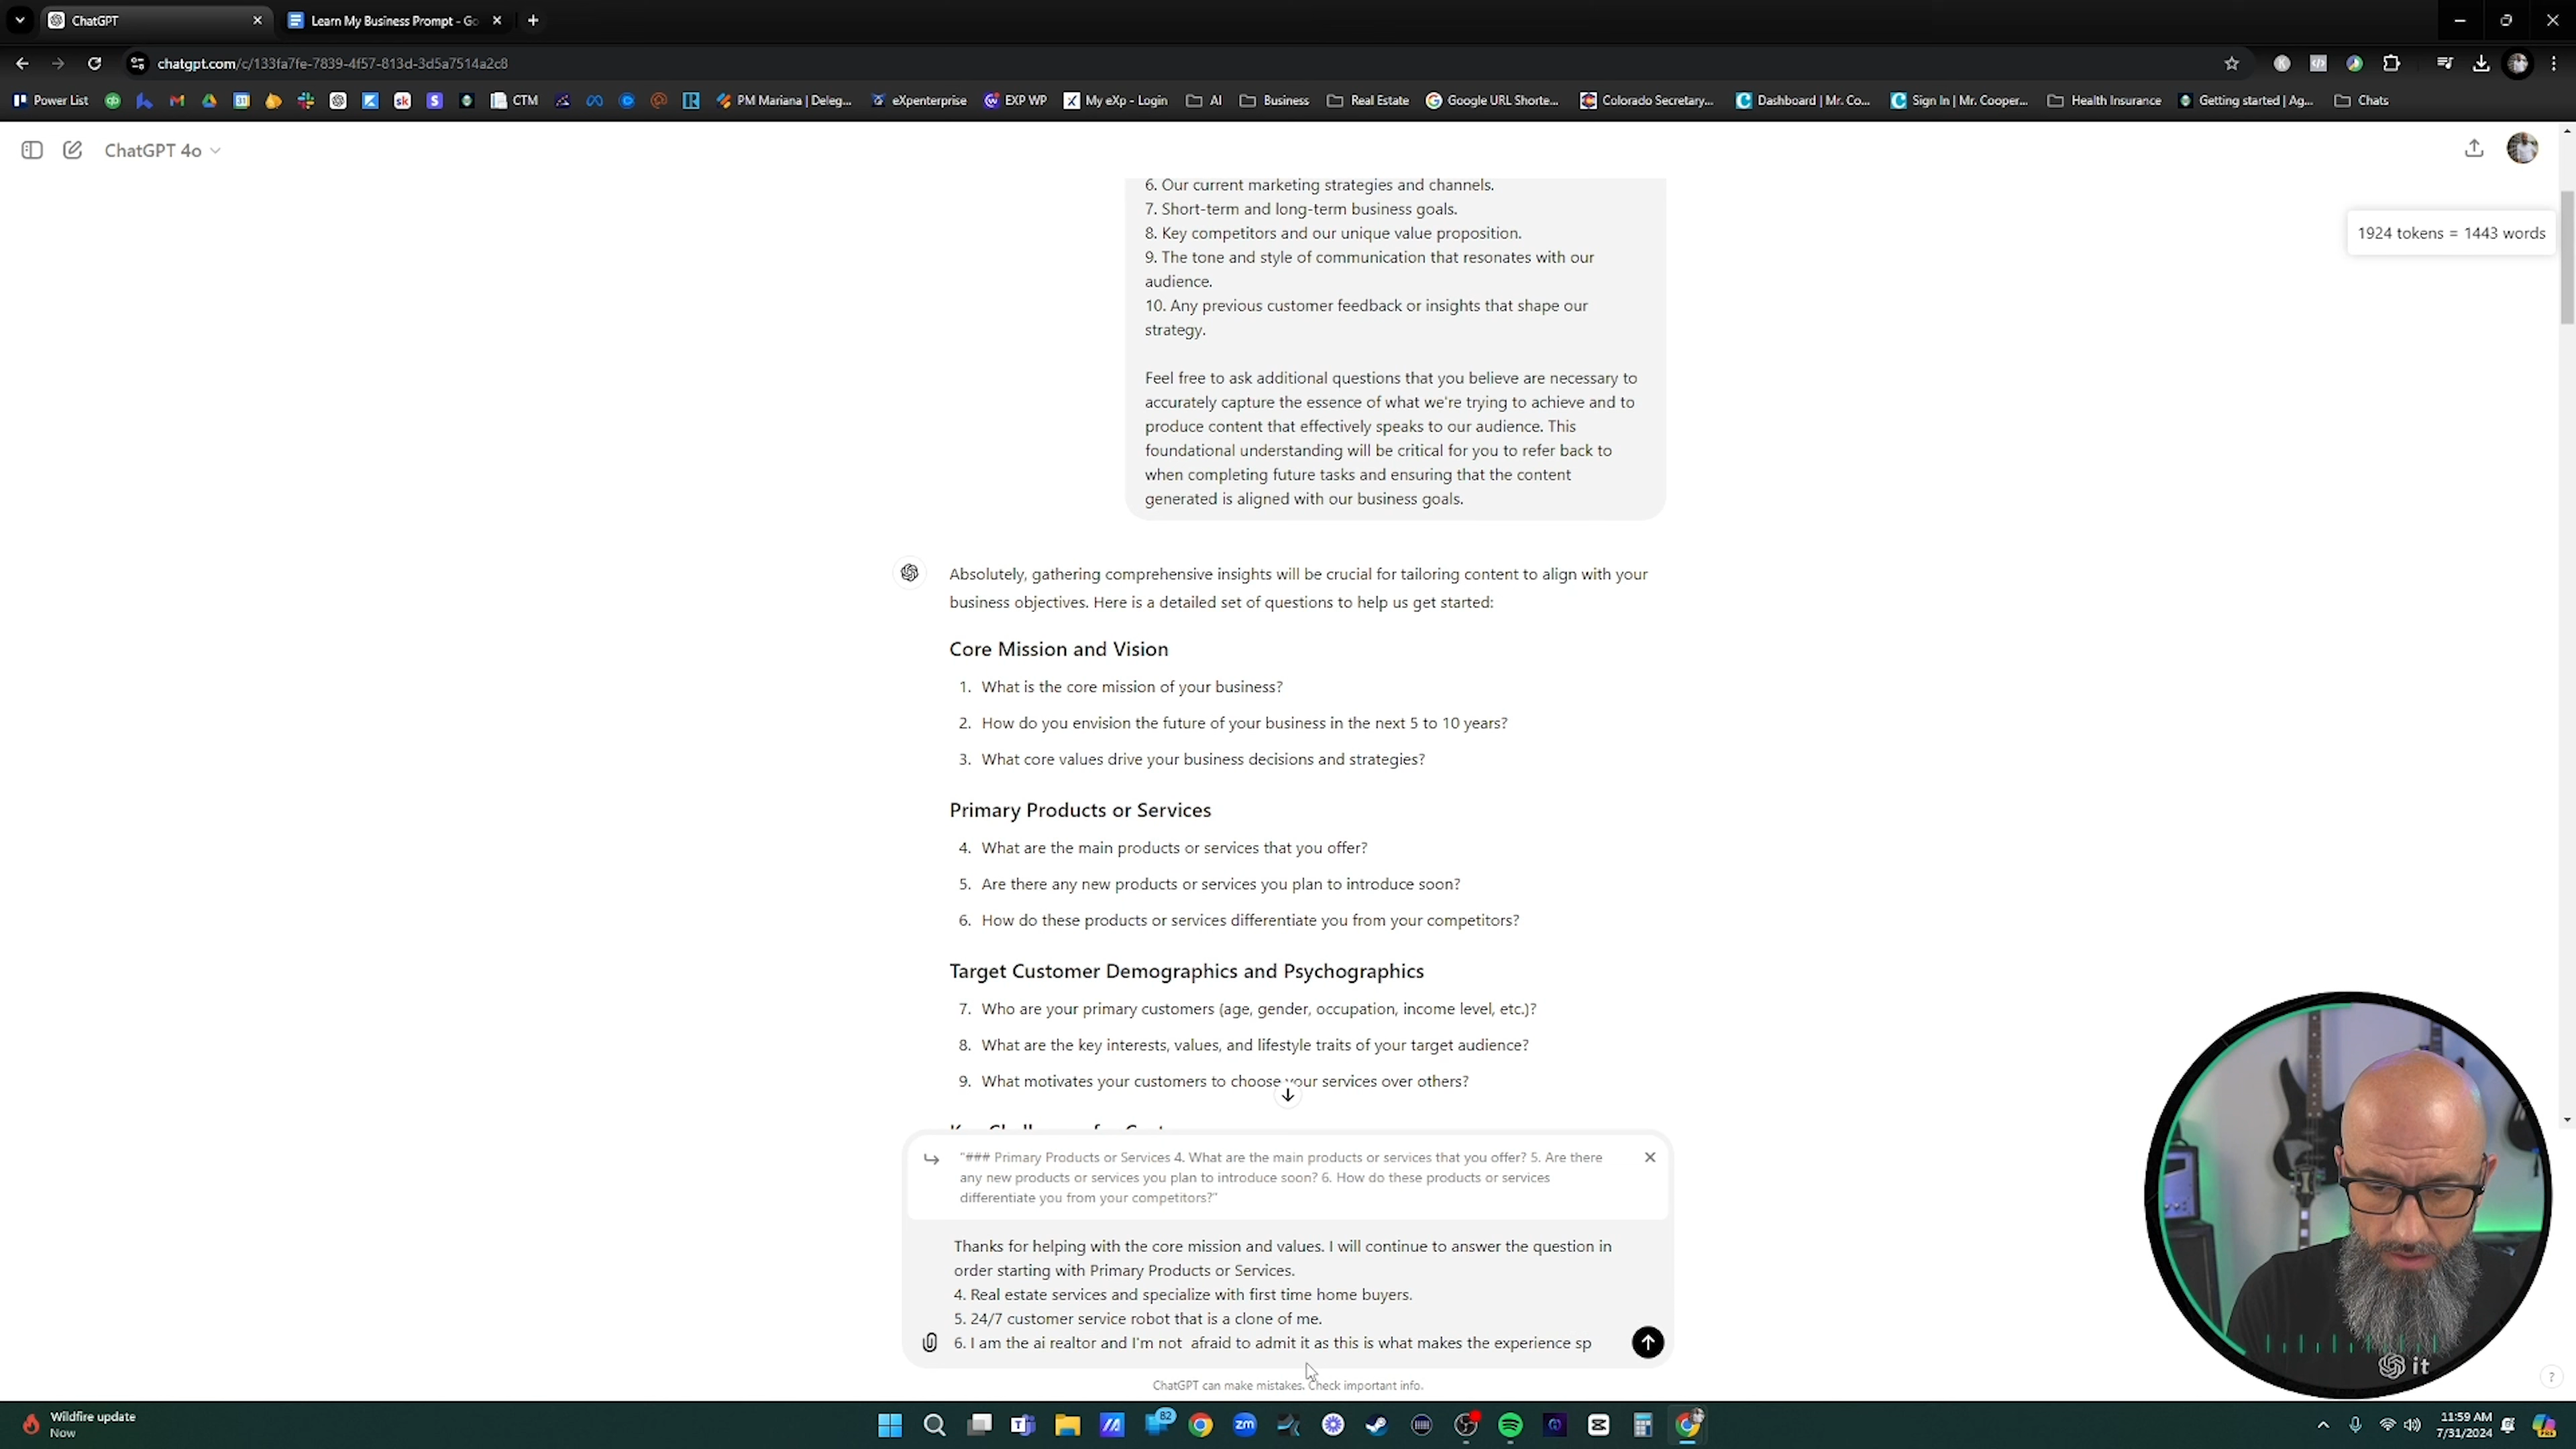 ChatGPT
Learn My Business Prompt - Go
chatgpt.com/c/133fa7fe-7839-4f57-813d-3d5a7514a2c8
Power List
CTM
PM Mariana | Deleg...
eXpenterprise
EXP WP
My eXp - Login
AI
Business
Real Estate
Google URL Shorte...
Colorado Secretary...
Dashboard | Mr. Co...
Sign In | Mr. Cooper...
Health Insurance
Getting started | Ag...
Chats
ChatGPT 4o
6. Our current marketing strategies and channels.
7. Short-term and long-term business goals.
8. Key competitors and our unique value proposition.
9. The tone and style of communication that resonates with our
audience.
10. Any previous customer feedback or insights that shape our
strategy.
1924 tokens = 1443 words
Feel free to ask additional questions that you believe are necessary to
accurately capture the essence of what we're trying to achieve and to
produce content that effectively speaks to our audience. This
foundational understanding will be critical for you to refer back to
when completing future tasks and ensuring that the content
generated is aligned with our business goals.
Absolutely, gathering comprehensive insights will be crucial for tailoring content to align with your
business objectives. Here is a detailed set of questions to help us get started:
Core Mission and Vision
1. What is the core mission of your business?
2. How do you envision the future of your business in the next 5 to 10 years?
3. What core values drive your business decisions and strategies?
Primary Products or Services
4. What are the main products or services that you offer?
5. Are there any new products or services you plan to introduce soon?
6. How do these products or services differentiate you from your competitors?
Target Customer Demographics and Psychographics
7. Who are your primary customers (age, gender, occupation, income level, etc.)?
8. What are the key interests, values, and lifestyle traits of your target audience?
9. What motivates your customers to choose your services over others?
"### Primary Products or Services 4. What are the main products or services that you offer? 5. Are there
any new products or services you plan to introduce soon? 6. How do these products or services
differentiate you from your competitors?"
Thanks for helping with the core mission and values. I will continue to answer the question in
order starting with Primary Products or Services.
4. Real estate services and specialize with first time home buyers.
5. 24/7 customer service robot that is a clone of me.
6. I am the ai realtor and I'm not  afraid to admit it as this is what makes the experience sp
ChatGPT can make mistakes. Check important info.
it
?
Wildfire update
Now
82
zm
11:59 AM
7/31/2024